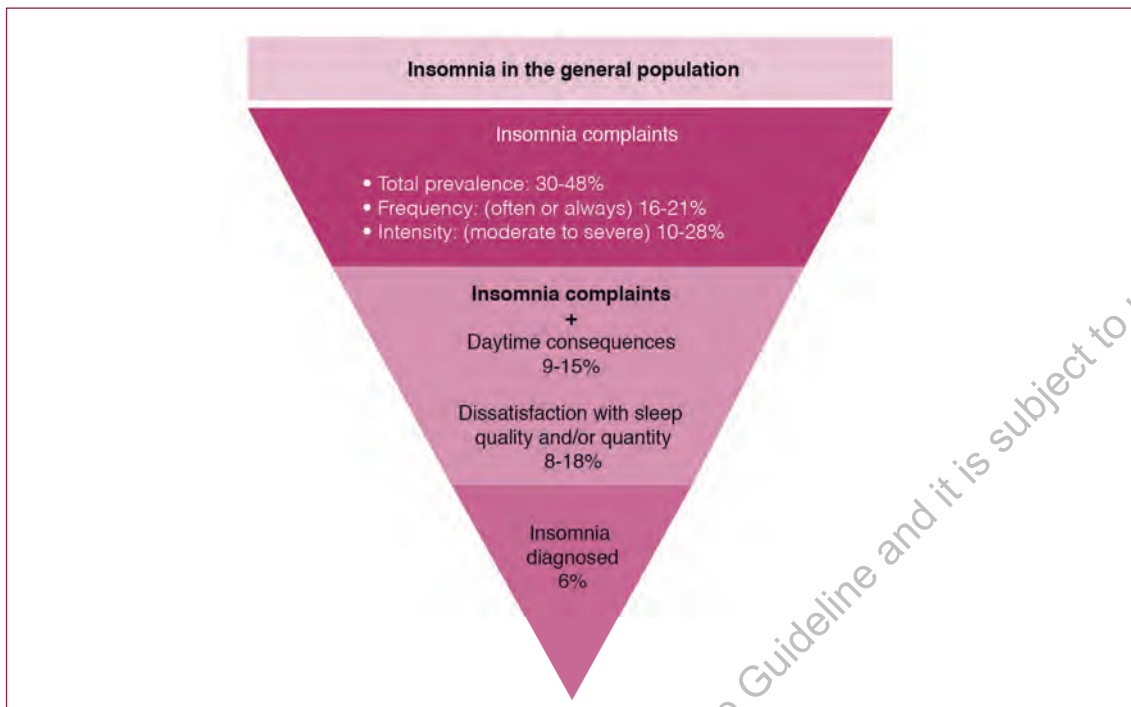 Insomnia in the general population
Insomnia complaints
• Total prevalence: 30-48%
• Frequency: (often or always) 16-21%
• Intensity: (moderate to severe) 10-28%
Insomnia complaints
+
Daytime consequences
9-15%
Dissatisfaction with sleep
quality and/or quantity
8-18%
Insomnia
diagnosed
6%
Guideline and it is subject to